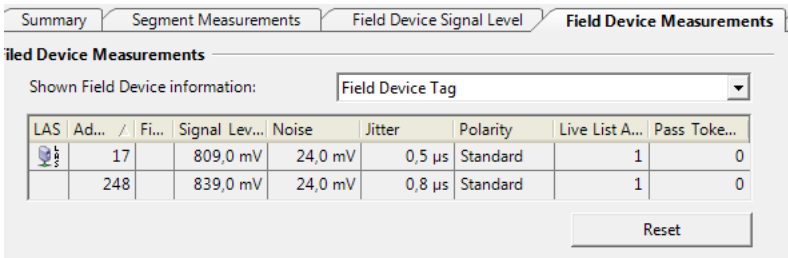 Summary Segment Measurements Field Device Signal Level Field Device Measurements
iled Device Measurements
Shown Field Device information: Field Device Tag
LAS Ad... Fi... Signal Lev... Noise Jitter Polarity Live List A... Pass Toke...
LAS 17 809,0 mV 24,0 mV 0,5 µs Standard 1 0
248 839,0 mV 24,0 mV 0,8 µs Standard 1 0
Reset